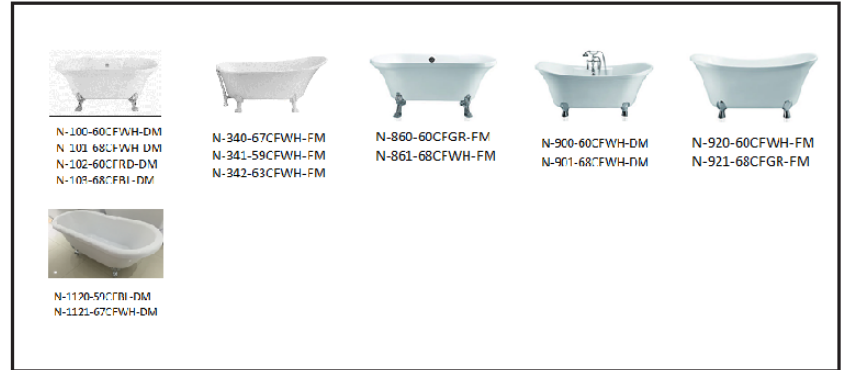 N-100-60CFWH-DM
N-101-68CFWH-DM
N-102-60CFRD-DM
N-103-68CFBL-DM
N-340-67CFWH-FM
N-341-59CFWH-FM
N-342-63CFWH-FM
N-860-60CFGR-FM
N-861-68CFWH-FM
N-900-60CFWH-DM
N-901-68CFWH-DM
N-920-60CFWH-FM
N-921-68CFGR-FM
N-1120-59CFBL-DM
N-1121-67CFWH-DM